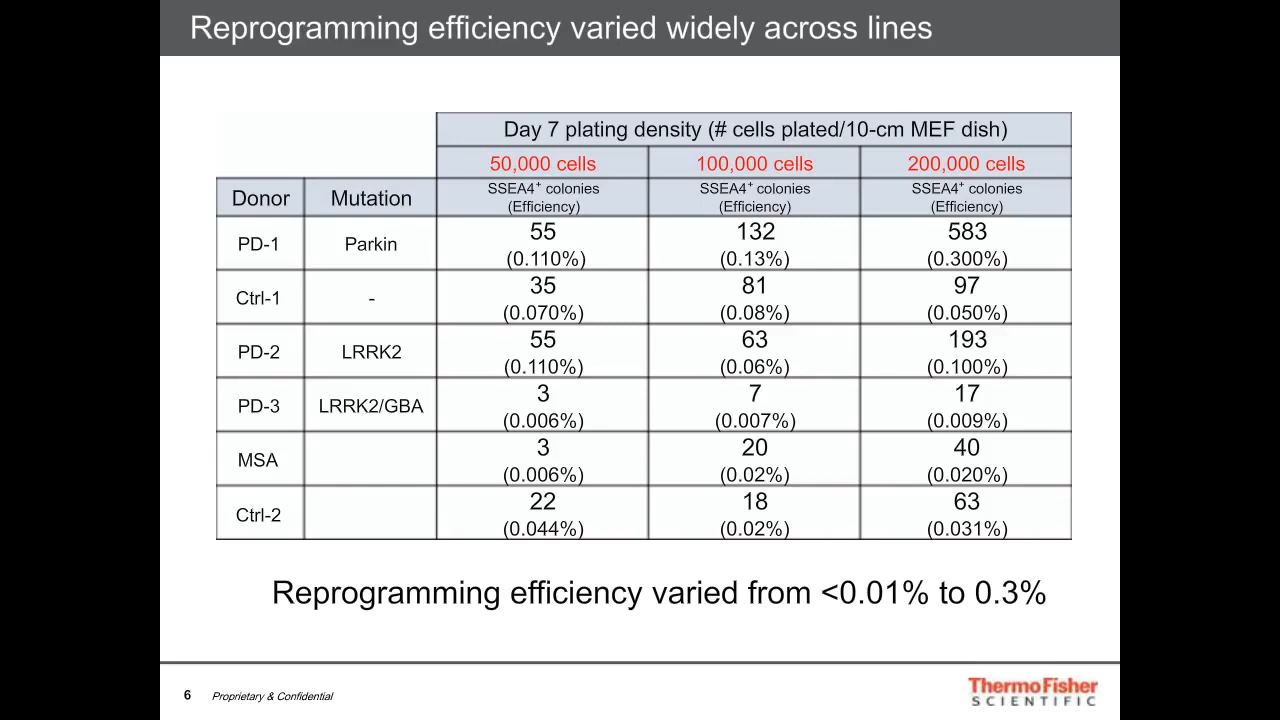 Reprogramming efficiency varied widely across lines
Day 7 plating density (# cells plated/10-cm MEF dish)
50,000 cells 100,000 cells 200,000 cells
Donor Mutation SSEA4⁺ colonies (Efficiency) SSEA4⁺ colonies (Efficiency) SSEA4⁺ colonies (Efficiency)
PD-1 Parkin 55 (0.110%) 132 (0.13%) 583 (0.300%)
Ctrl-1 - 35 (0.070%) 81 (0.08%) 97 (0.050%)
PD-2 LRRK2 55 (0.110%) 63 (0.06%) 193 (0.100%)
PD-3 LRRK2/GBA 3 (0.006%) 7 (0.007%) 17 (0.009%)
MSA 3 (0.006%) 20 (0.02%) 40 (0.020%)
Ctrl-2 22 (0.044%) 18 (0.02%) 63 (0.031%)
Reprogramming efficiency varied from <0.01% to 0.3%
6 Proprietary & Confidential
ThermoFisher
SCIENTIFIC